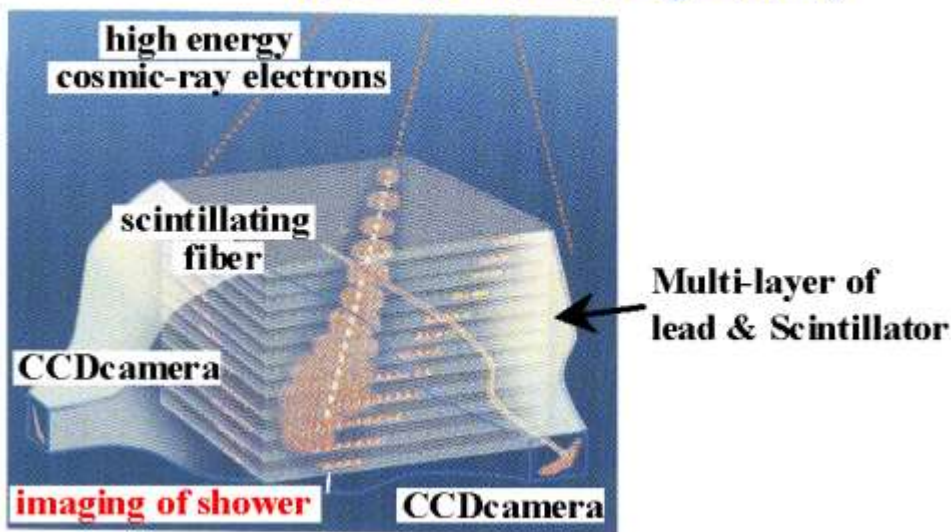 high energy
cosmic-ray electrons
scintillating
fiber
Multi-layer of
lead & Scintillator
CCDcamera
imaging of shower
CCDcamera